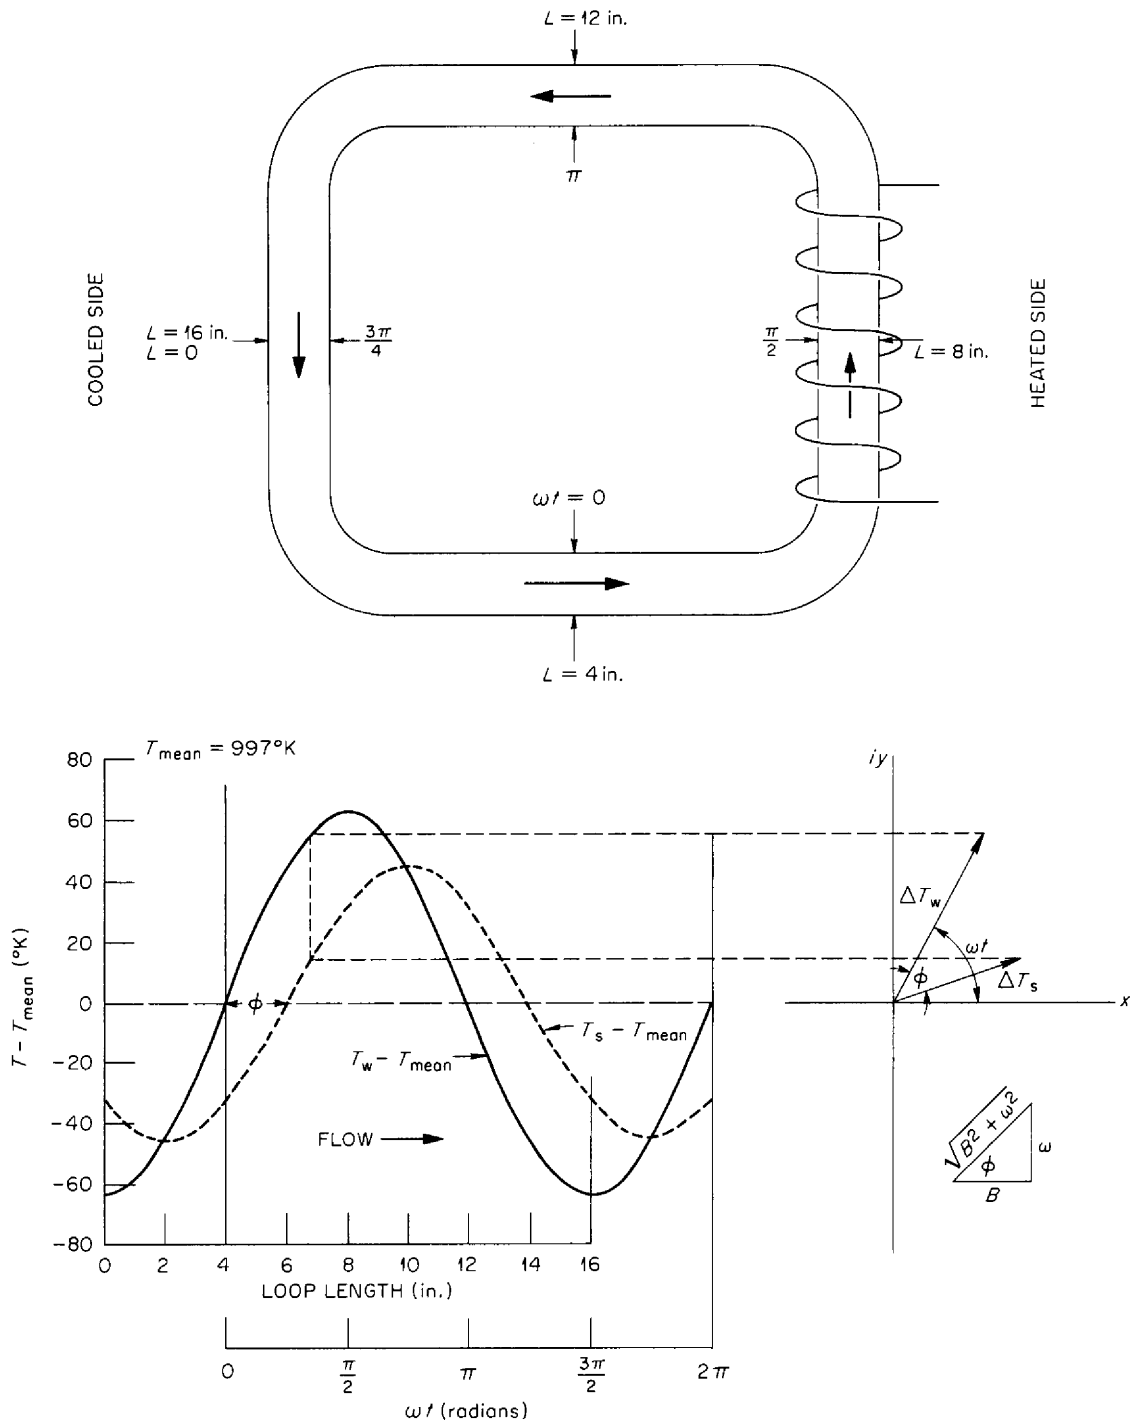 L = 12 in.
π
COOLED SIDE
L = 16 in.
L = 0
3π/4
π/2
L = 8 in.
HEATED SIDE
ωt = 0
L = 4 in.
T_mean = 997°K
80
60
40
20
0
-20
-40
-60
-80
T - T_mean (°K)
ϕ
T_s - T_mean
T_w - T_mean
FLOW
0 2 4 6 8 10 12 14 16
LOOP LENGTH (in.)
0 π/2 π 3π/2 2π
ωt (radians)
iy
ΔT_w
ωt
ϕ
ΔT_s
x
√B² + ω²
ω
ϕ
B